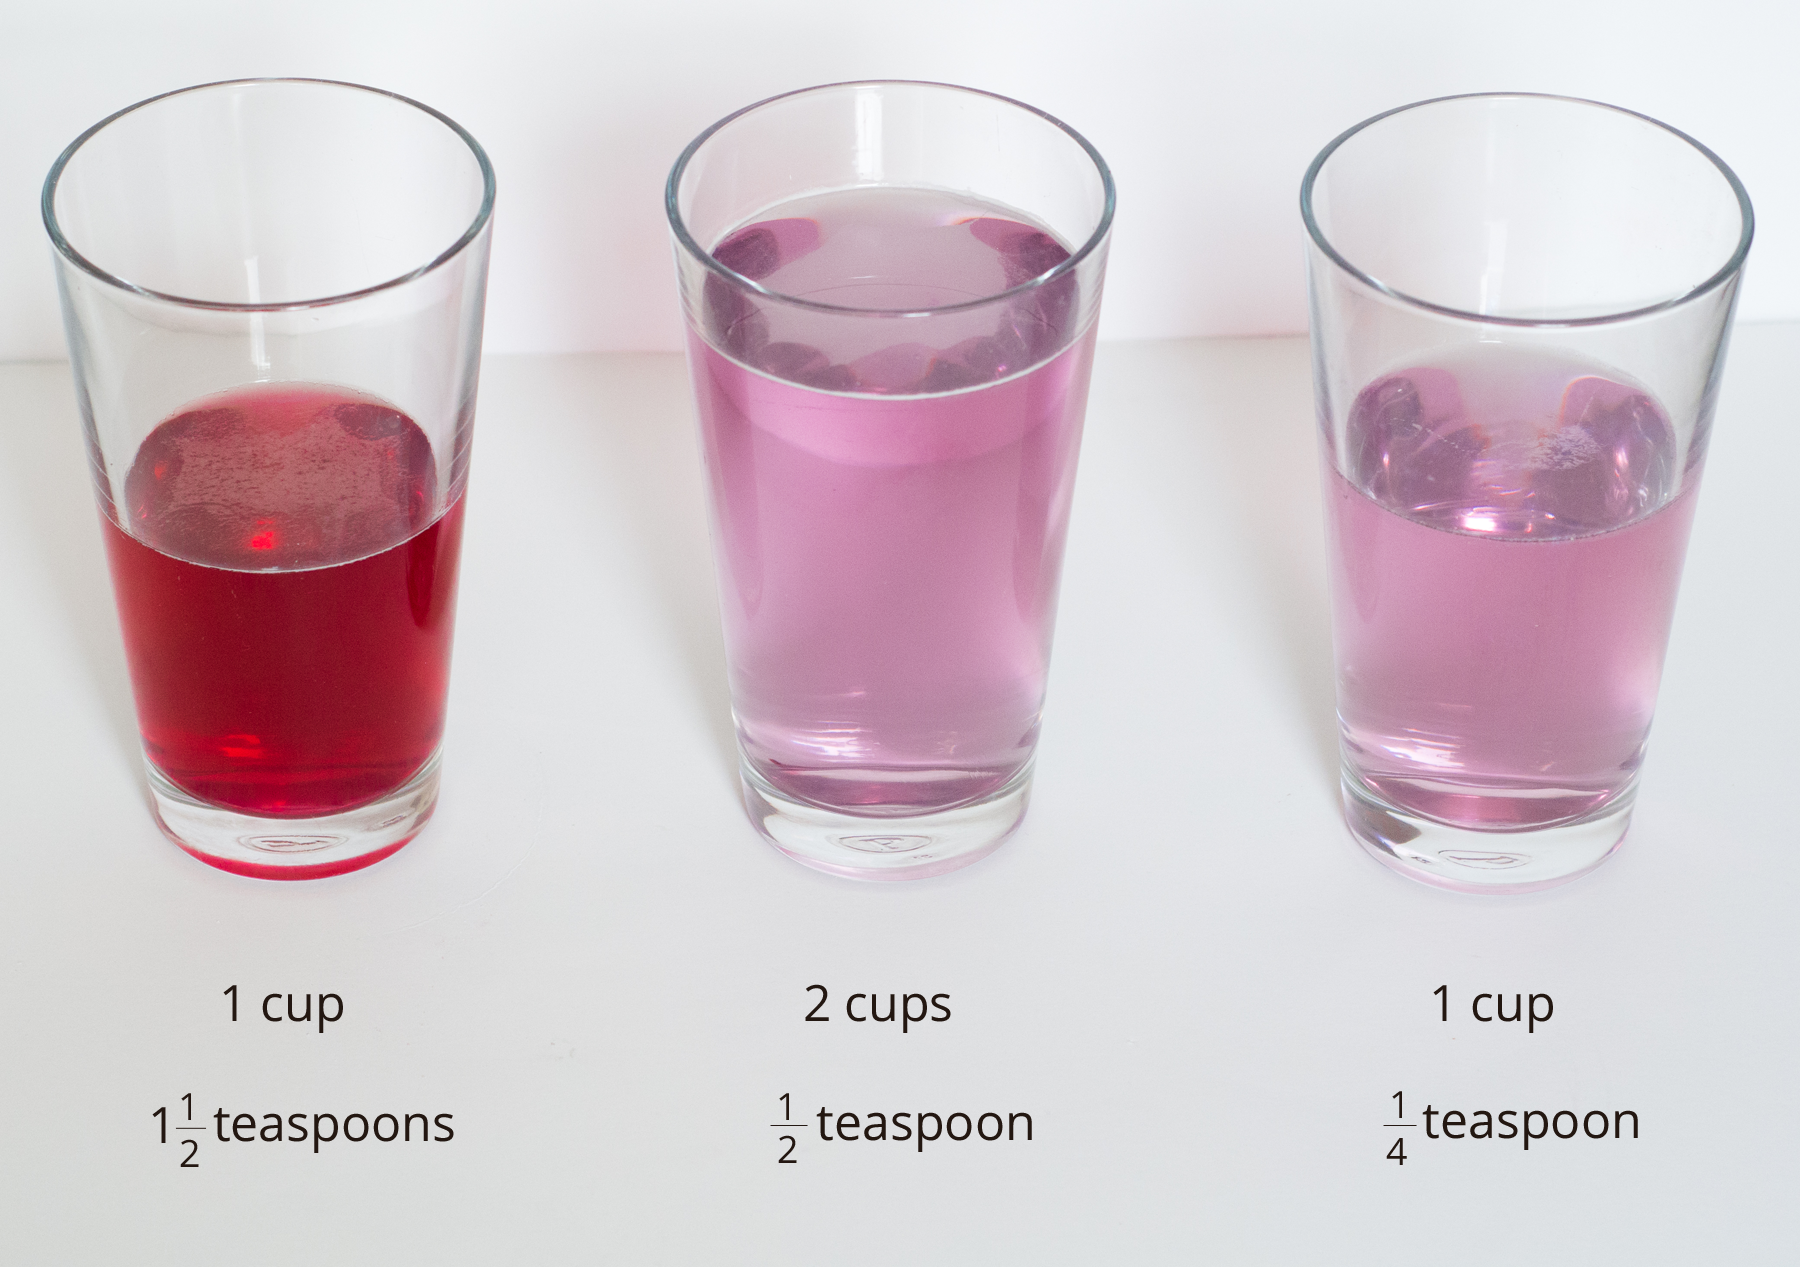 1 cup
1 1/2 teaspoons
2 cups
1/2 teaspoon
1 cup
1/4 teaspoon